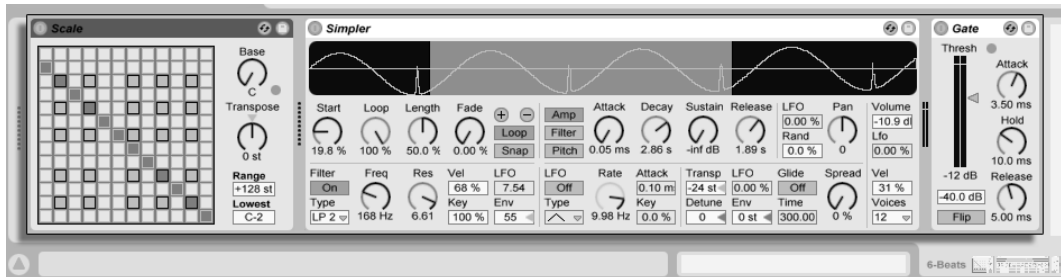 Scale
Base
C
Transpose
0 st
Range
+128 st
Lowest
C-2
Simpler
Start Loop Length Fade
19.8 % 100 % 50.0 % 0.00 %
Loop
Snap
Amp
Filter
Pitch
Attack Decay Sustain Release
0.05 ms 2.86 s -inf dB 1.89 s
LFO
0.00 %
Rand
0.0 %
Pan
0
Volume
-10.9 dl
Lfo
0.00 %
Filter
On
Type
LP 2
Freq
168 Hz
Res
6.61
Vel
68 %
Key
100 %
LFO
7.54
Env
55
LFO
Off
Type
Rate
9.98 Hz
Attack
0.10 m
Key
0.0 %
Transp
-24 st
Detune
0
LFO
0.00 %
Env
0 st
Glide
Off
Time
300.00
Spread
0 %
Vel
31 %
Voices
12
Gate
Thresh
-12 dB
-40.0 dB
Flip
Attack
3.50 ms
Hold
10.0 ms
Release
5.00 ms
6-Beats